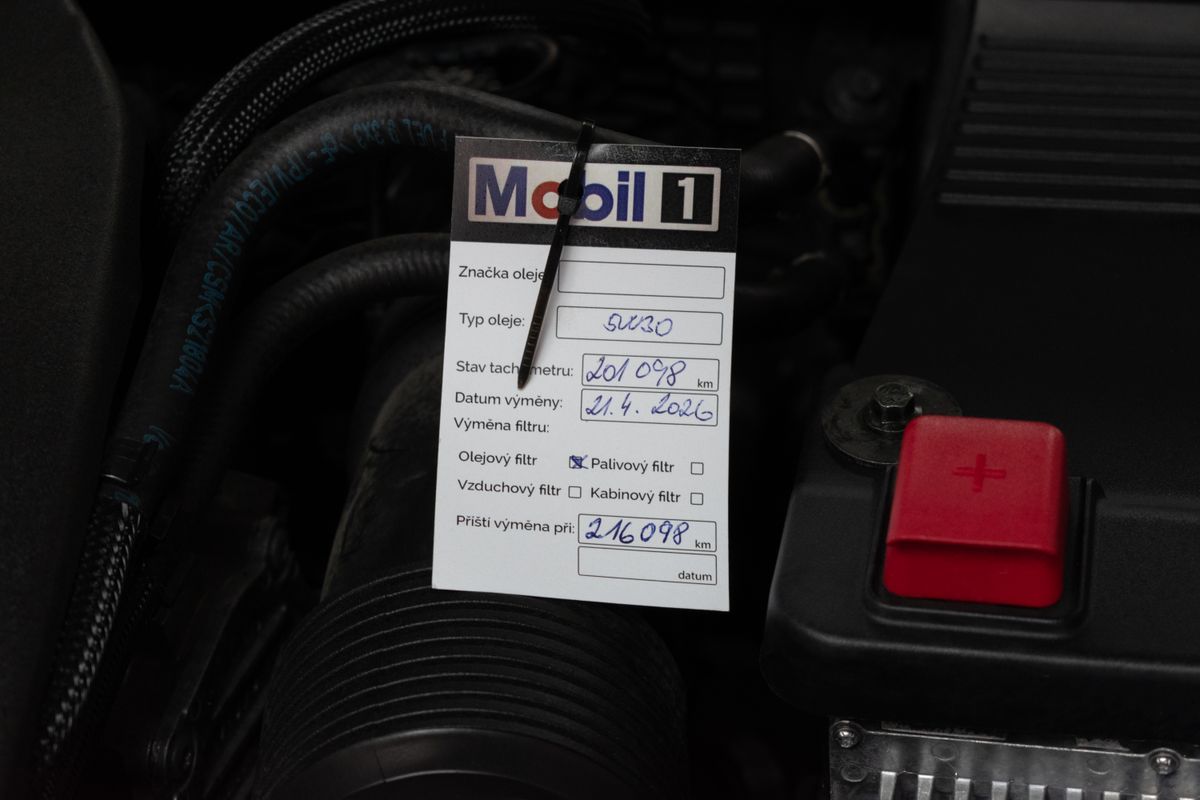 Mobil 1
Značka oleje
Typ oleje: 5W30
Stav tachometru: 201 098 km
Datum výměny: 21.4. 2026
Výměna filtru:
Olejový filtr Palivový filtr
Vzduchový filtr Kabinový filtr
Příští výměna při: 216 098 km
datum
+